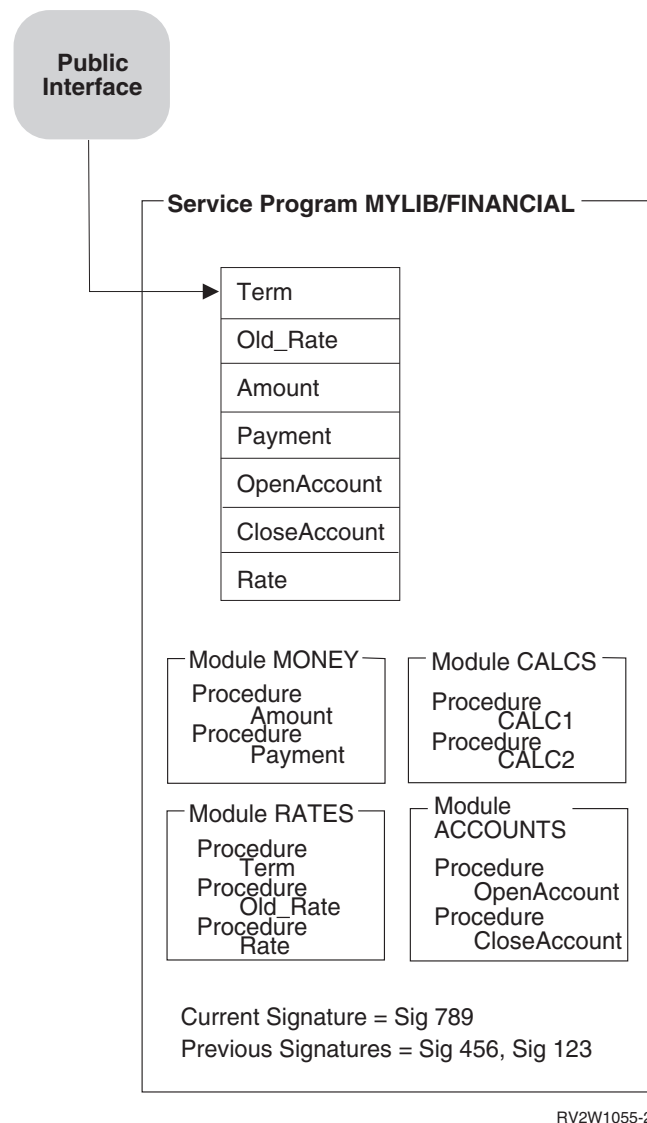 Public
Interface
Service Program MYLIB/FINANCIAL
Term
Old_Rate
Amount
Payment
OpenAccount
CloseAccount
Rate
Module MONEY
Procedure
Amount
Procedure
Payment
Module CALCS
Procedure
CALC1
Procedure
CALC2
Module RATES
Procedure
Term
Procedure
Old_Rate
Procedure
Rate
Module
ACCOUNTS
Procedure
OpenAccount
Procedure
CloseAccount
Current Signature = Sig 789
Previous Signatures = Sig 456, Sig 123
RV2W1055-2